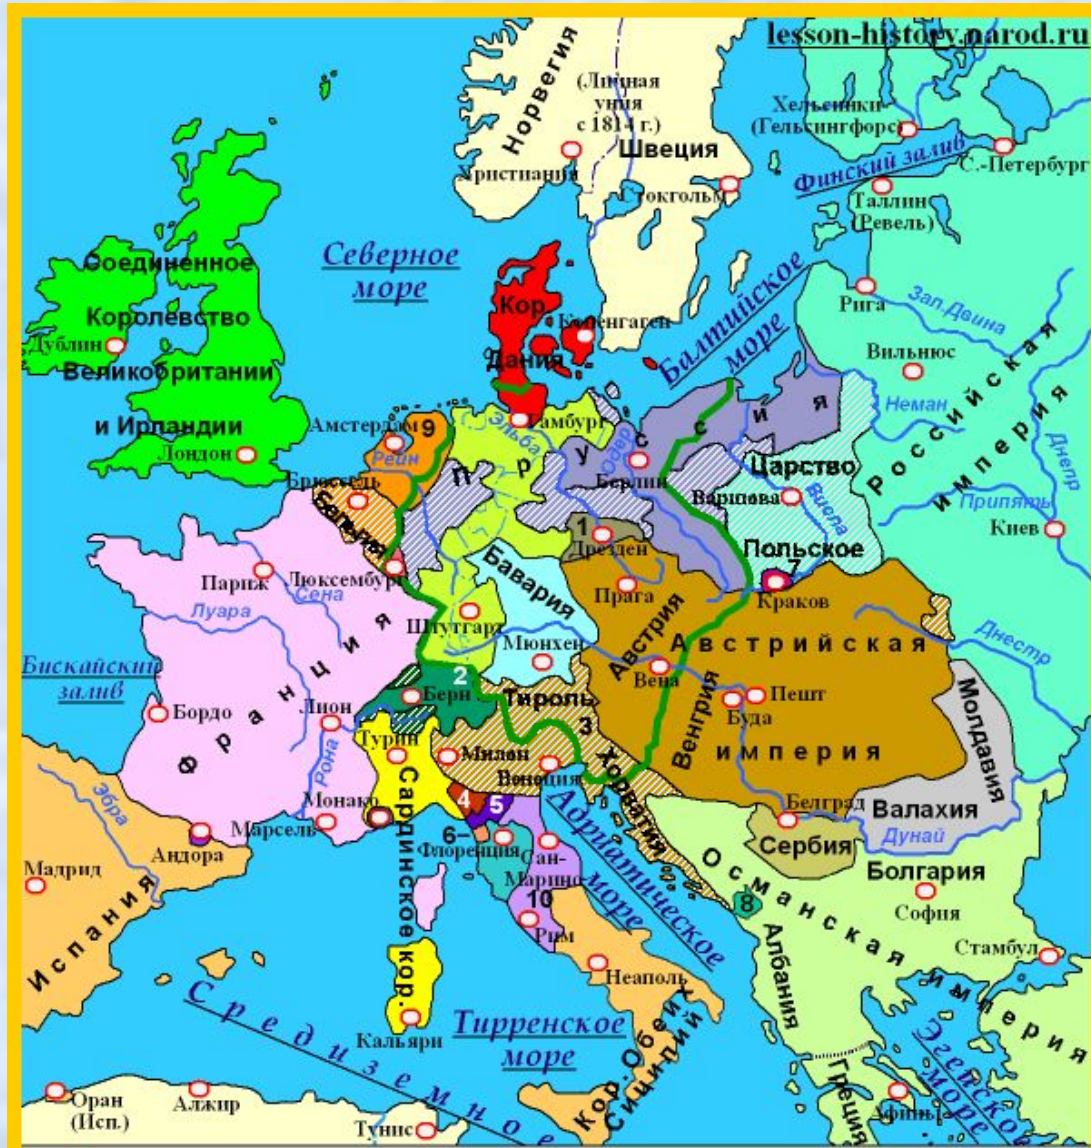 lesson-history.narod.ru
Норвегия
(Личная
уния
с 1814 г.)
Швеция
Христиания
Стокгольм
Хельсинки
(Гельсингфорс)
Финский залив
С.-Петербург
Таллин
(Ревель)
Северное
море
Балтийское
море
Рига
Зап.Двина
Вильнюс
Неман
Российская
империя
Днепр
Припять
Киев
Соединенное
Королевство
Великобритании
и Ирландии
Дублин
Лондон
Кор.
Дания
Копенгаген
Гамбург
Эльба
Амстердам
9
Рейн
Брюссель
Бельгия
Пруссия
Одер
Берлин
Царство
Польское
Варшава
Висла
1
Дрезден
7
Краков
Прага
Париж
Сена
Люксембург
Луара
Франция
Штутгарт
Бавария
Мюнхен
Австрия
Австрийская
империя
Вена
Венгрия
Пешт
Буда
Днестр
Молдавия
Бискайский
залив
Бордо
Лион
Рона
2
Берн
Тироль
3
Турин
Милан
Венеция
Хорватия
Белград
Валахия
Дунай
Сербия
Болгария
София
Монако
Марсель
Андора
Эбра
Мадрид
Испания
Сардинское кор.
4
5
6–
Флоренция
Сан-
Марино
10
Рим
Адриатическое
море
8
Албания
Османская империя
Стамбул
Неаполь
Кор.Обеих
Сицилий
Тирренское
море
Кальяри
Средиземное
Оран
(Исп.)
Алжир
Тунис
Греция
Афины
Эгейское
море